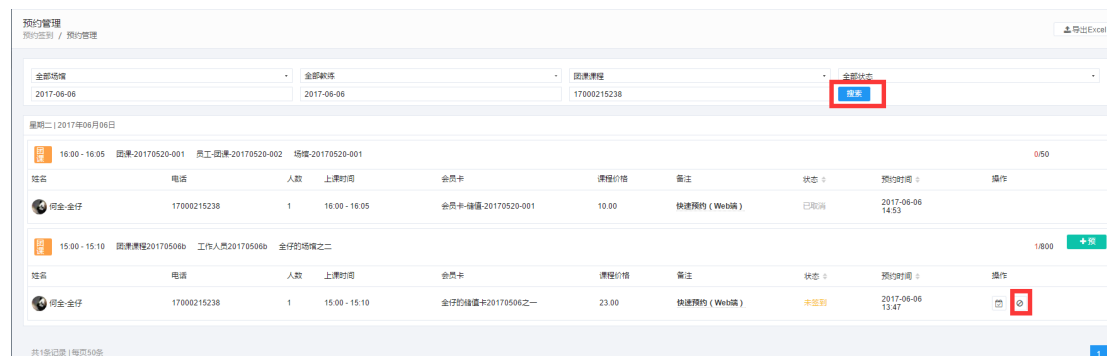 预约管理
预约签到 / 预约管理
导出Excel
全部场馆 全部教练 团课课程 全部状态
2017-06-06 2017-06-06 17000215238 搜索
星期二 | 2017年06月06日
团课 16:00 - 16:05 团课-20170520-001 员工-团课-20170520-002 场馆-20170520-001 0/50
姓名 电话 人数 上课时间 会员卡 课程价格 备注 状态 预约时间 操作
何全-全仔 17000215238 1 16:00 - 16:05 会员卡-储值-20170520-001 10.00 快速预约 ( Web端 ) 已取消 2017-06-06
14:53
团课 15:00 - 15:10 团课课程20170506b 工作人员20170506b 全仔的场馆之二 1/800 +预
姓名 电话 人数 上课时间 会员卡 课程价格 备注 状态 预约时间 操作
何全-全仔 17000215238 1 15:00 - 15:10 全仔的储值卡20170506之一 23.00 快速预约 ( Web端 ) 未签到 2017-06-06
13:47
共1条记录 | 每页50条 1